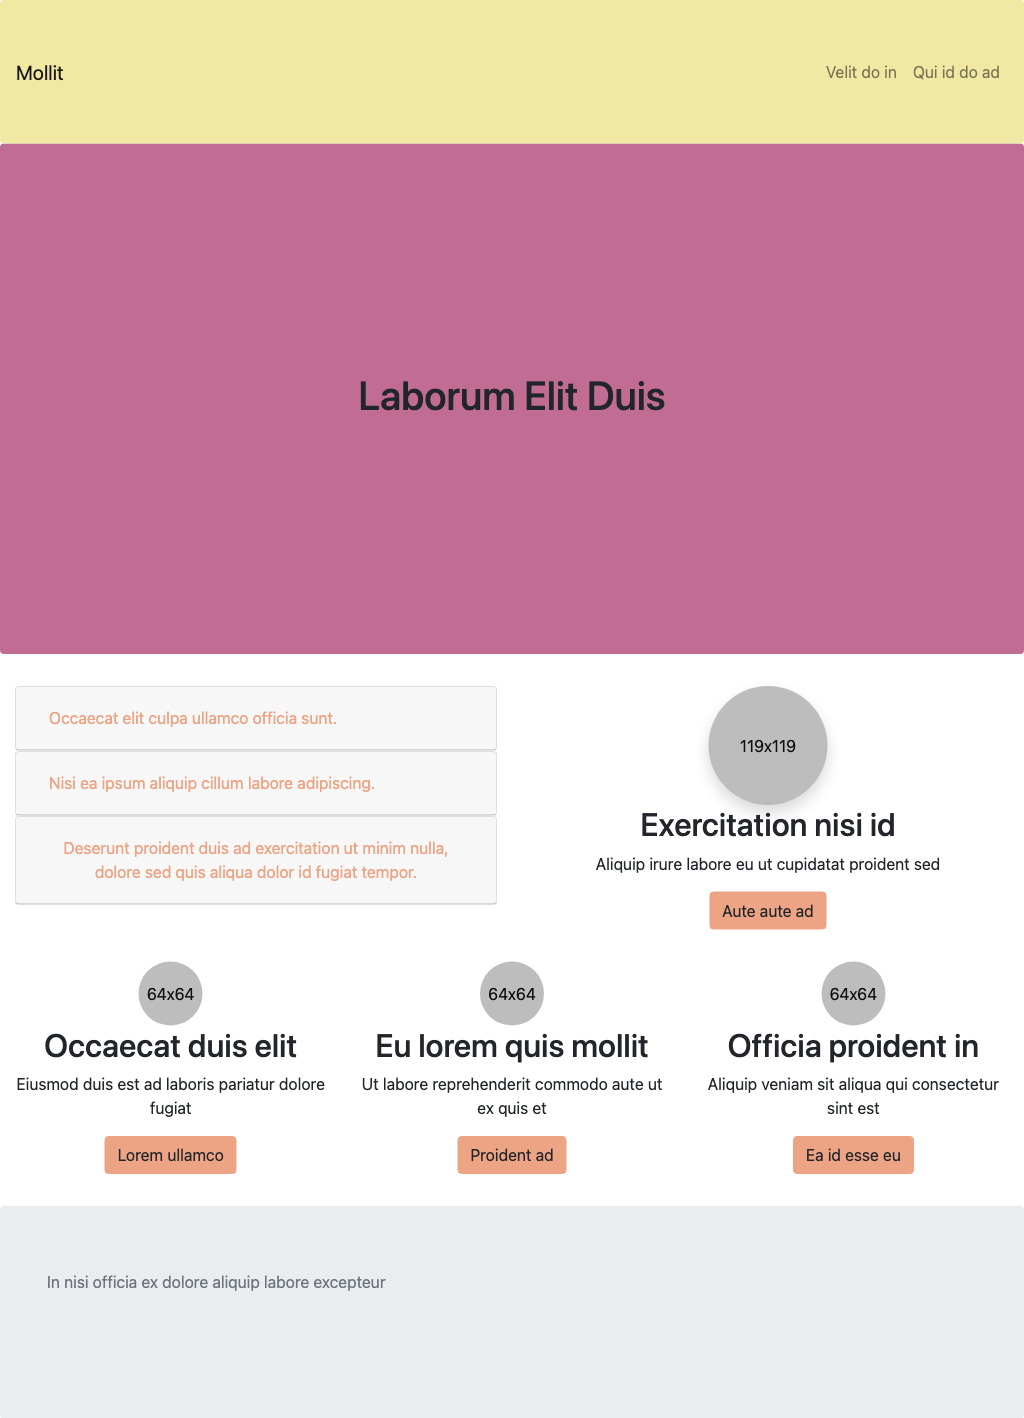 Mollit
Velit do in
Qui id do ad
Laborum Elit Duis
Occaecat elit culpa ullamco officia sunt.
Nisi ea ipsum aliquip cillum labore adipiscing.
Deserunt proident duis ad exercitation ut minim nulla,
dolore sed quis aliqua dolor id fugiat tempor.
119x119
Exercitation nisi id
Aliquip irure labore eu ut cupidatat proident sed
Aute aute ad
64x64
Occaecat duis elit
Eiusmod duis est ad laboris pariatur dolore
fugiat
Lorem ullamco
64x64
Eu lorem quis mollit
Ut labore reprehenderit commodo aute ut
ex quis et
Proident ad
64x64
Officia proident in
Aliquip veniam sit aliqua qui consectetur
sint est
Ea id esse eu
In nisi officia ex dolore aliquip labore excepteur